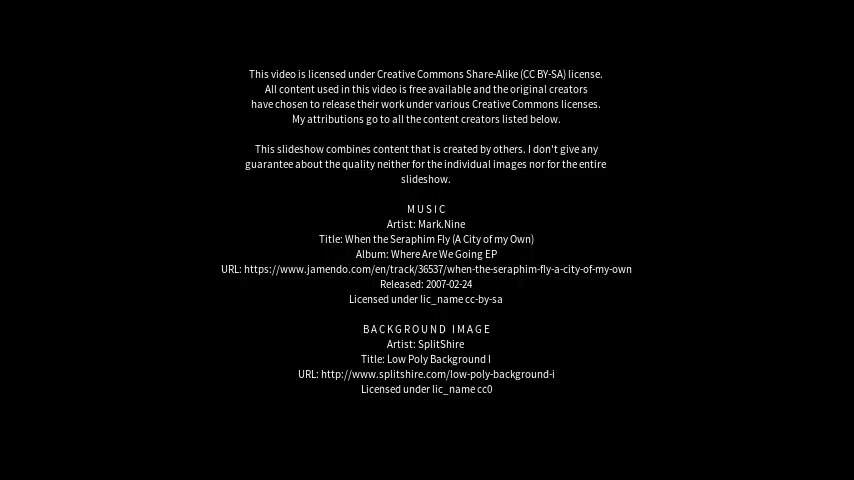 This video is licensed under Creative Commons Share-Alike (CC BY-SA) license.
All content used in this video is free available and the original creators
have chosen to release their work under various Creative Commons licenses.
My attributions go to all the content creators listed below.
This slideshow combines content that is created by others. I don't give any
guarantee about the quality neither for the individual images nor for the entire
slideshow.
MUSIC
Artist: Mark.Nine
Title: When the Seraphim Fly (A City of my Own)
Album: Where Are We Going EP
URL: https://www.jamendo.com/en/track/36537/when-the-seraphim-fly-a-city-of-my-own
Released: 2007-02-24
Licensed under lic_name cc-by-sa
BACKGROUND IMAGE
Artist: SplitShire
Title: Low Poly Background I
URL: http://www.splitshire.com/low-poly-background-i
Licensed under lic_name cc0